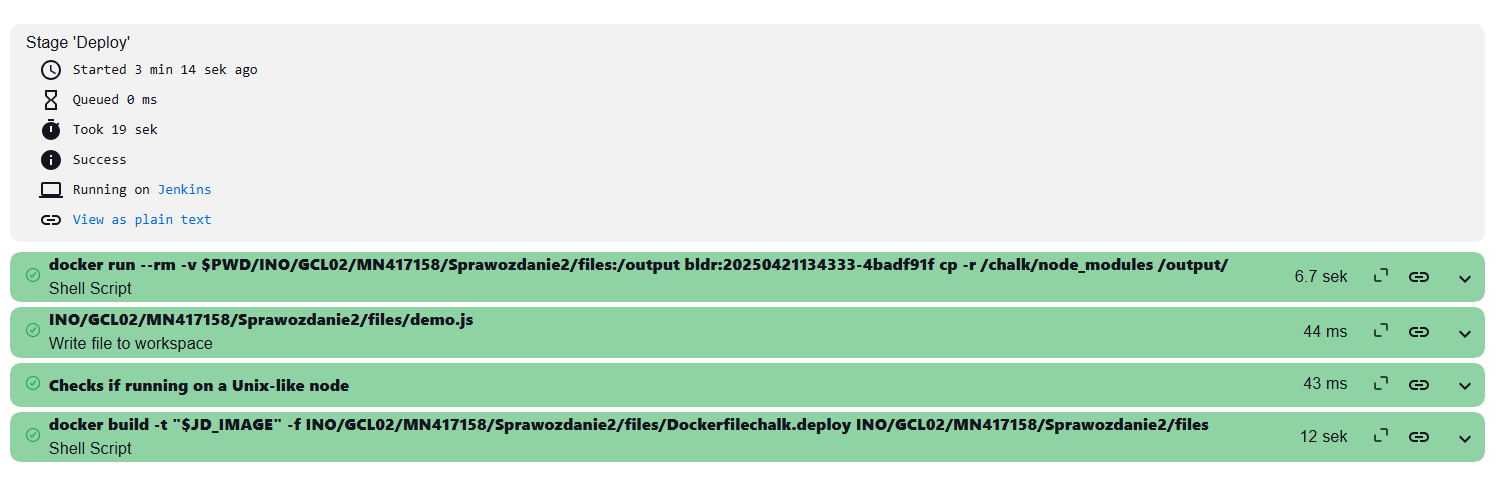 Stage 'Deploy'
Started 3 min 14 sek ago
Queued 0 ms
Took 19 sek
Success
Running on Jenkins
View as plain text
docker run --rm -v $PWD/INO/GCL02/MN417158/Sprawozdanie2/files:/output bldr:20250421134333-4badf91f cp -r /chalk/node_modules /output/
Shell Script
6.7 sek
INO/GCL02/MN417158/Sprawozdanie2/files/demo.js
Write file to workspace
44 ms
Checks if running on a Unix-like node
43 ms
docker build -t "$JD_IMAGE" -f INO/GCL02/MN417158/Sprawozdanie2/files/Dockerfilechalk.deploy INO/GCL02/MN417158/Sprawozdanie2/files
Shell Script
12 sek